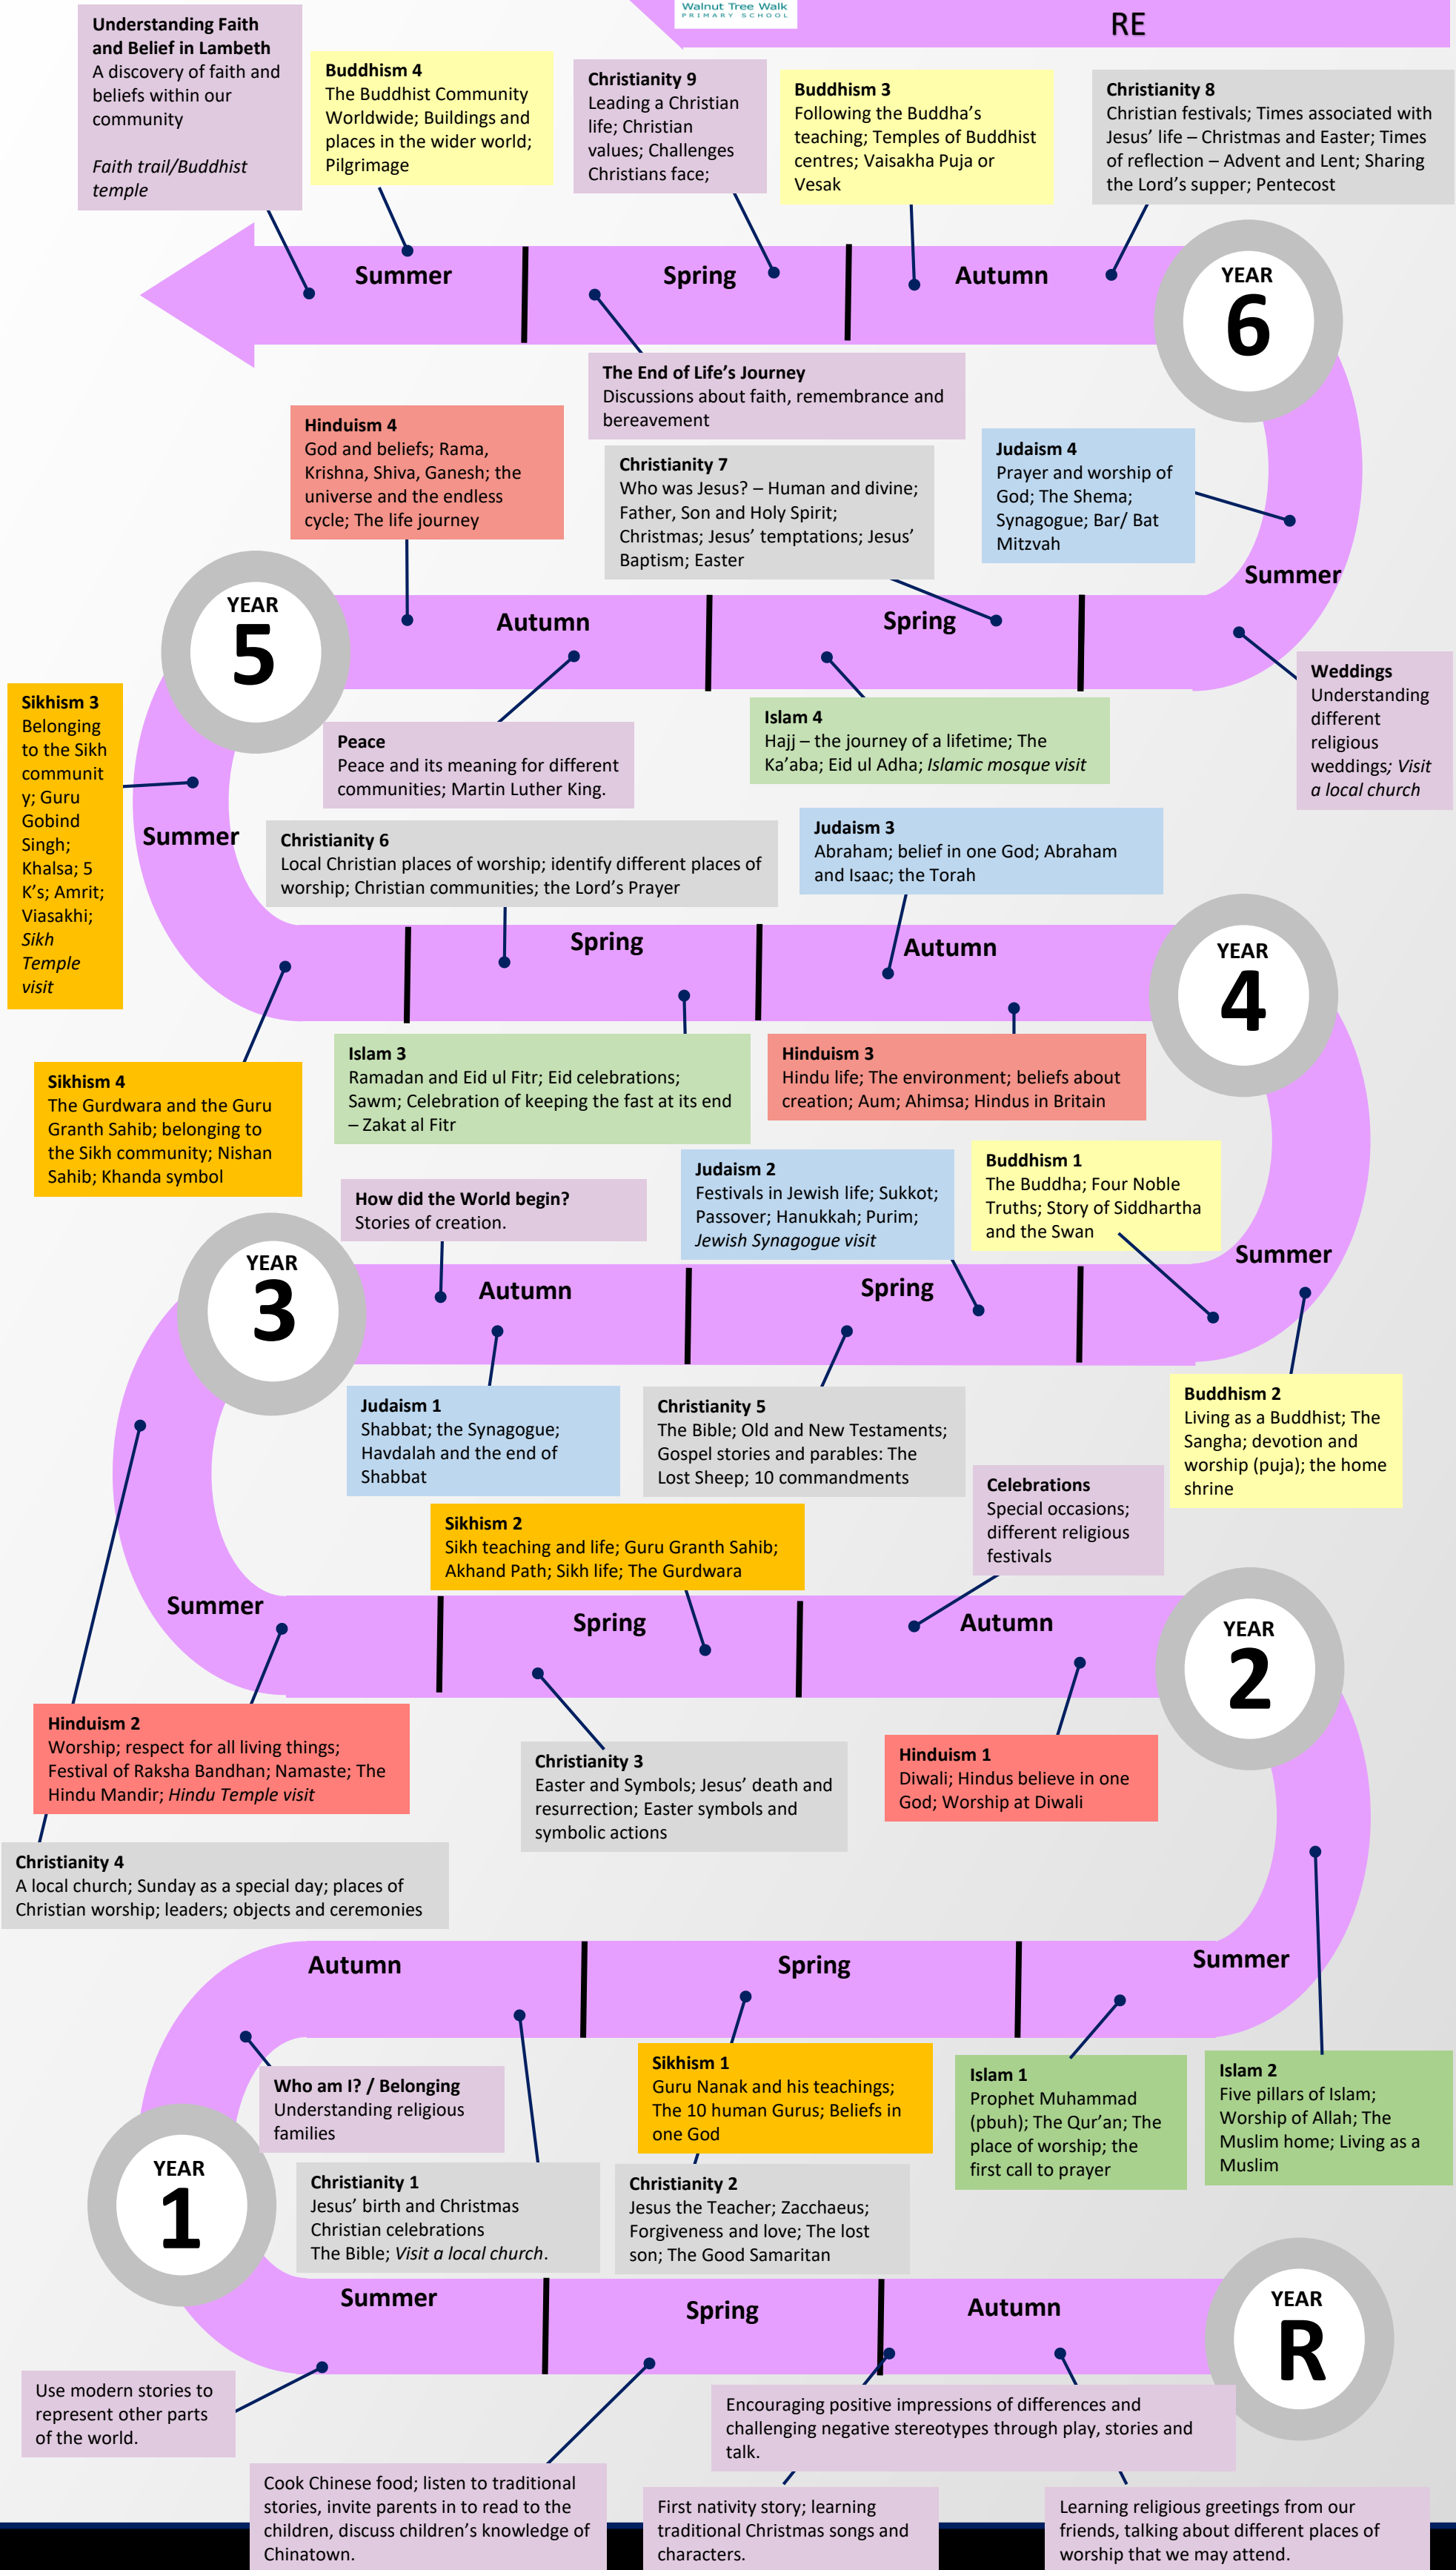 Walnut Tree Walk
PRIMARY SCHOOL
RE
Understanding Faith
and Belief in Lambeth
A discovery of faith and
beliefs within our
community
Faith trail/Buddhist
temple
Buddhism 4
The Buddhist Community
Worldwide; Buildings and
places in the wider world;
Pilgrimage
Christianity 9
Leading a Christian
life; Christian
values; Challenges
Christians face;
Buddhism 3
Following the Buddha's
teaching; Temples of Buddhist
centres; Vaisakha Puja or
Vesak
Christianity 8
Christian festivals; Times associated with
Jesus' life – Christmas and Easter; Times
of reflection – Advent and Lent; Sharing
the Lord's supper; Pentecost
Summer
Spring
Autumn
YEAR
6
The End of Life's Journey
Discussions about faith, remembrance and
bereavement
Hinduism 4
God and beliefs; Rama,
Krishna, Shiva, Ganesh; the
universe and the endless
cycle; The life journey
Christianity 7
Who was Jesus? – Human and divine;
Father, Son and Holy Spirit;
Christmas; Jesus' temptations; Jesus'
Baptism; Easter
Judaism 4
Prayer and worship of
God; The Shema;
Synagogue; Bar/ Bat
Mitzvah
Summer
YEAR
5
Autumn
Spring
Weddings
Understanding
different
religious
weddings; Visit
a local church
Sikhism 3
Belonging
to the Sikh
communit
y; Guru
Gobind
Singh;
Khalsa; 5
K's; Amrit;
Viasakhi;
Sikh
Temple
visit
Peace
Peace and its meaning for different
communities; Martin Luther King.
Islam 4
Hajj – the journey of a lifetime; The
Ka'aba; Eid ul Adha; Islamic mosque visit
Summer
Christianity 6
Local Christian places of worship; identify different places of
worship; Christian communities; the Lord's Prayer
Judaism 3
Abraham; belief in one God; Abraham
and Isaac; the Torah
Spring
Autumn
YEAR
4
Sikhism 4
The Gurdwara and the Guru
Granth Sahib; belonging to
the Sikh community; Nishan
Sahib; Khanda symbol
Islam 3
Ramadan and Eid ul Fitr; Eid celebrations;
Sawm; Celebration of keeping the fast at its end
– Zakat al Fitr
Hinduism 3
Hindu life; The environment; beliefs about
creation; Aum; Ahimsa; Hindus in Britain
How did the World begin?
Stories of creation.
Judaism 2
Festivals in Jewish life; Sukkot;
Passover; Hanukkah; Purim;
Jewish Synagogue visit
Buddhism 1
The Buddha; Four Noble
Truths; Story of Siddhartha
and the Swan
Summer
YEAR
3
Autumn
Spring
Judaism 1
Shabbat; the Synagogue;
Havdalah and the end of
Shabbat
Christianity 5
The Bible; Old and New Testaments;
Gospel stories and parables: The
Lost Sheep; 10 commandments
Buddhism 2
Living as a Buddhist; The
Sangha; devotion and
worship (puja); the home
shrine
Celebrations
Special occasions;
different religious
festivals
Sikhism 2
Sikh teaching and life; Guru Granth Sahib;
Akhand Path; Sikh life; The Gurdwara
Summer
Spring
Autumn
YEAR
2
Hinduism 2
Worship; respect for all living things;
Festival of Raksha Bandhan; Namaste; The
Hindu Mandir; Hindu Temple visit
Christianity 3
Easter and Symbols; Jesus' death and
resurrection; Easter symbols and
symbolic actions
Hinduism 1
Diwali; Hindus believe in one
God; Worship at Diwali
Christianity 4
A local church; Sunday as a special day; places of
Christian worship; leaders; objects and ceremonies
Autumn
Spring
Summer
Who am I? / Belonging
Understanding religious
families
Sikhism 1
Guru Nanak and his teachings;
The 10 human Gurus; Beliefs in
one God
Islam 1
Prophet Muhammad
(pbuh); The Qur'an; The
place of worship; the
first call to prayer
Islam 2
Five pillars of Islam;
Worship of Allah; The
Muslim home; Living as a
Muslim
YEAR
1
Christianity 1
Jesus' birth and Christmas
Christian celebrations
The Bible; Visit a local church.
Christianity 2
Jesus the Teacher; Zacchaeus;
Forgiveness and love; The lost
son; The Good Samaritan
Summer
Spring
Autumn
YEAR
R
Use modern stories to
represent other parts
of the world.
Encouraging positive impressions of differences and
challenging negative stereotypes through play, stories and
talk.
Cook Chinese food; listen to traditional
stories, invite parents in to read to the
children, discuss children's knowledge of
Chinatown.
First nativity story; learning
traditional Christmas songs and
characters.
Learning religious greetings from our
friends, talking about different places of
worship that we may attend.